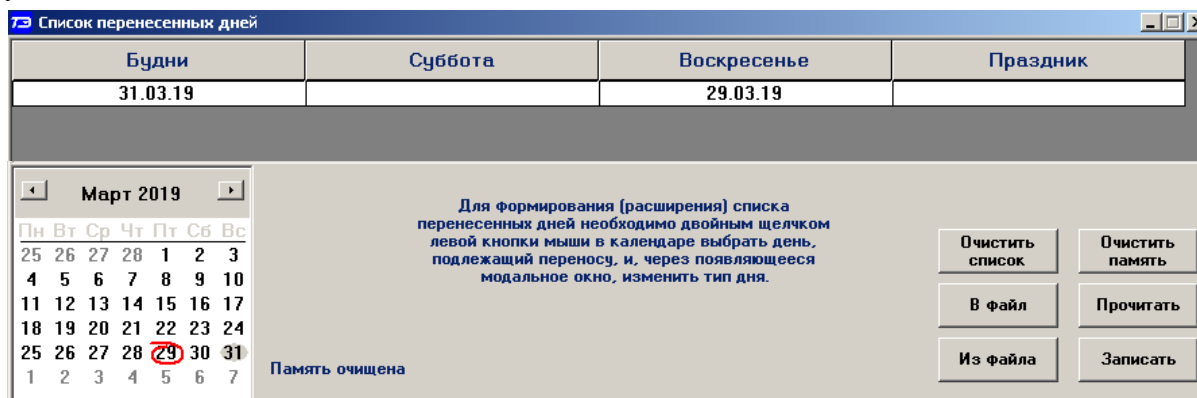 ТЭ Список перенесенных дней
Будни Суббота Воскресенье Праздник
31.03.19 29.03.19
Март 2019
Пн Вт Ср Чт Пт Сб Вс
25 26 27 28 1 2 3
4 5 6 7 8 9 10
11 12 13 14 15 16 17
18 19 20 21 22 23 24
25 26 27 28 29 30 31
1 2 3 4 5 6 7
Для формирования (расширения) списка
перенесенных дней необходимо двойным щелчком
левой кнопки мыши в календаре выбрать день,
подлежащий переносу, и, через появляющееся
модальное окно, изменить тип дня.
Память очищена
Очистить
список
Очистить
память
В файл
Прочитать
Из файла
Записать